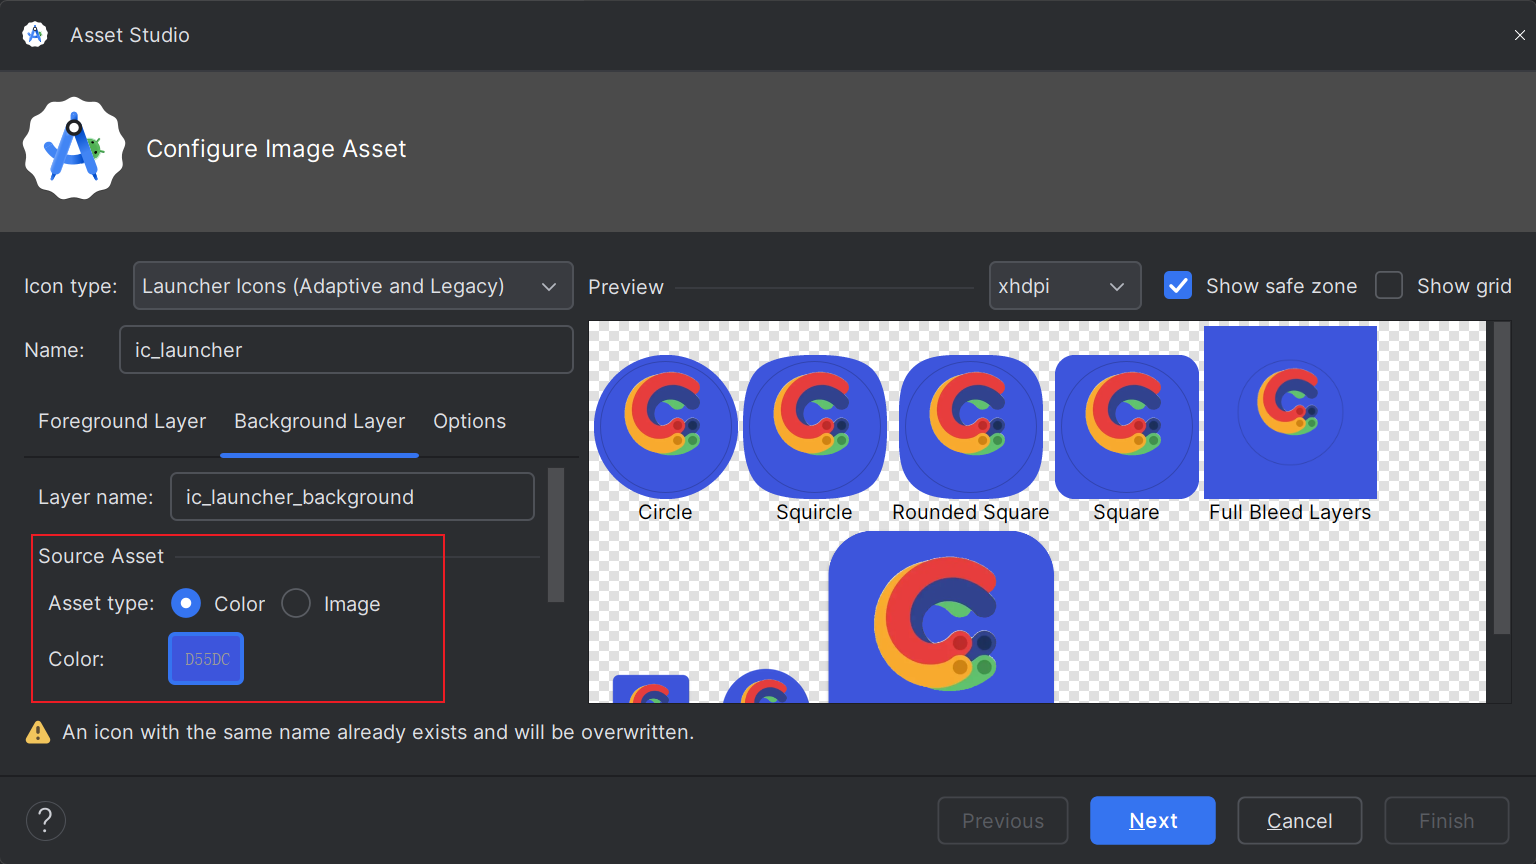 Asset Studio
Configure Image Asset
Icon type: Launcher Icons (Adaptive and Legacy)
Preview xhdpi Show safe zone Show grid
Name: ic_launcher
Foreground Layer Background Layer Options
Layer name: ic_launcher_background
Circle Squircle Rounded Square Square Full Bleed Layers
Source Asset
Asset type: Color Image
Color: D55DC
An icon with the same name already exists and will be overwritten.
? Previous Next Cancel Finish